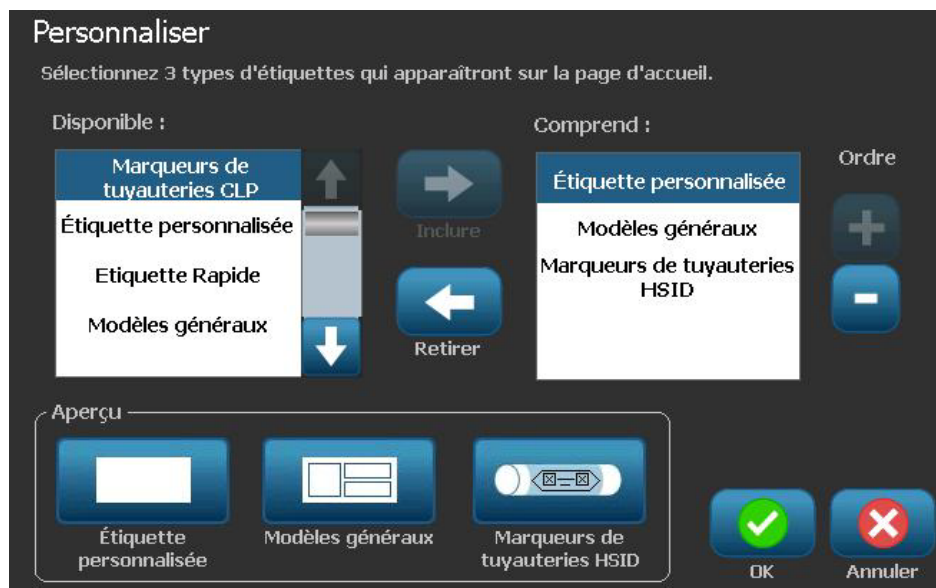 Personnaliser
Sélectionnez 3 types d'étiquettes qui apparaîtront sur la page d'accueil.
Disponible :
Marqueurs de
tuyauteries CLP
Étiquette personnalisée
Etiquette Rapide
Modèles généraux
Inclure
Retirer
Comprend :
Étiquette personnalisée
Modèles généraux
Marqueurs de tuyauteries
HSID
Ordre
Aperçu
Étiquette
personnalisée
Modèles généraux
Marqueurs de
tuyauteries HSID
OK
Annuler